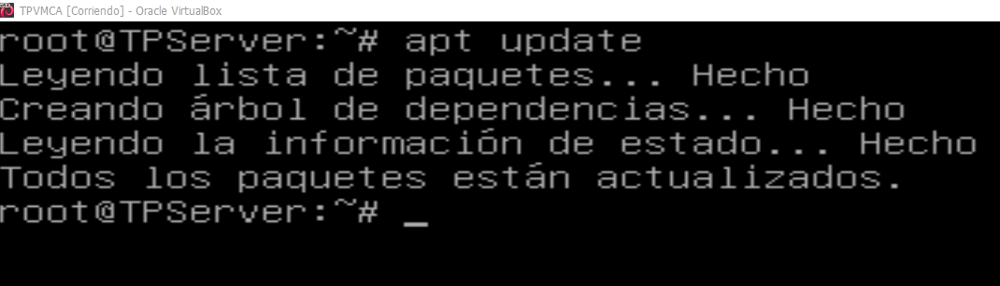 TPVMCA [Corriendo] - Oracle VirtualBox
root@TPServer:~# apt update
Leyendo lista de paquetes... Hecho
Creando árbol de dependencias... Hecho
Leyendo la información de estado... Hecho
Todos los paquetes están actualizados.
root@TPServer:~# _